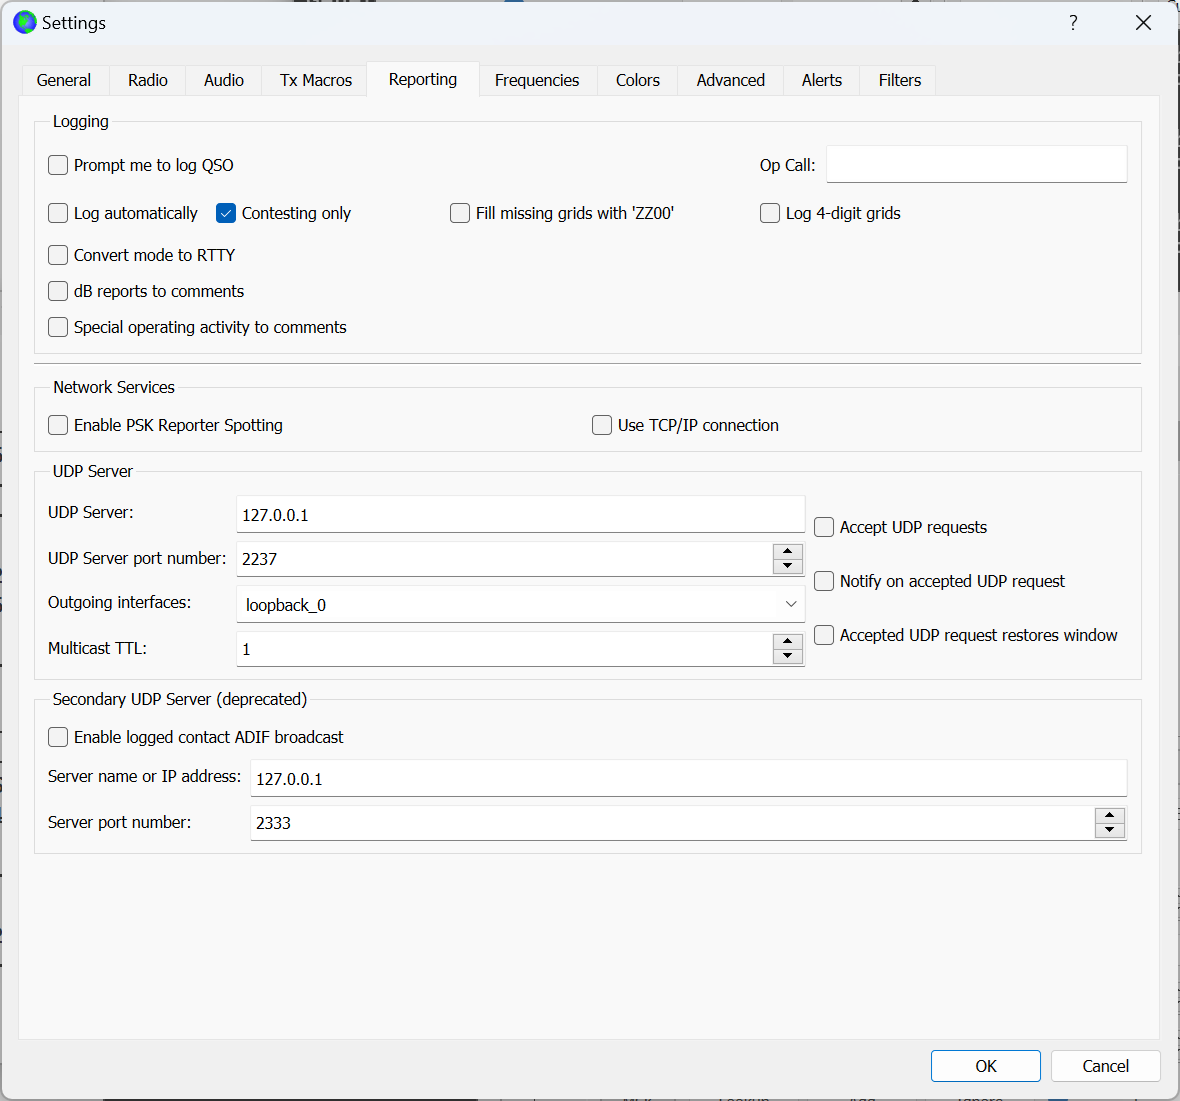 Settings ?
General Radio Audio Tx Macros Reporting Frequencies Colors Advanced Alerts Filters
Logging
Prompt me to log QSO Op Call:
Log automatically Contesting only Fill missing grids with 'ZZ00' Log 4-digit grids
Convert mode to RTTY
dB reports to comments
Special operating activity to comments
Network Services
Enable PSK Reporter Spotting Use TCP/IP connection
UDP Server
UDP Server: 127.0.0.1
Accept UDP requests
UDP Server port number: 2237
Notify on accepted UDP request
Outgoing interfaces: loopback_0
Accepted UDP request restores window
Multicast TTL: 1
Secondary UDP Server (deprecated)
Enable logged contact ADIF broadcast
Server name or IP address: 127.0.0.1
Server port number: 2333
OK Cancel